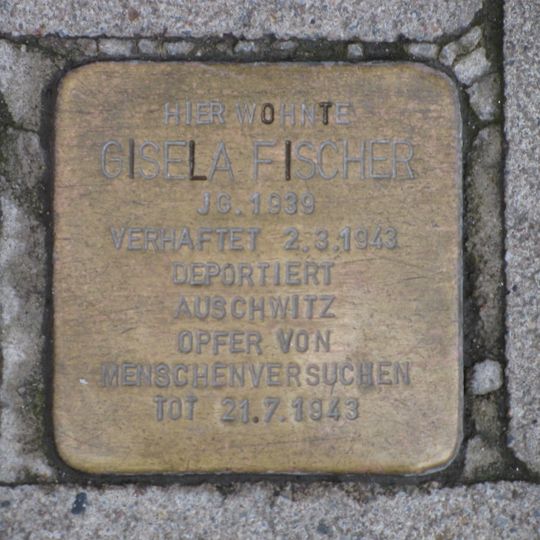 HIER WOHNTE
GISELA FISCHER
JG. 1939
VERHAFTET 2.3.1943
DEPORTIERT
AUSCHWITZ
OPFER VON
MENSCHENVERSUCHEN
TOT 21.7.1943